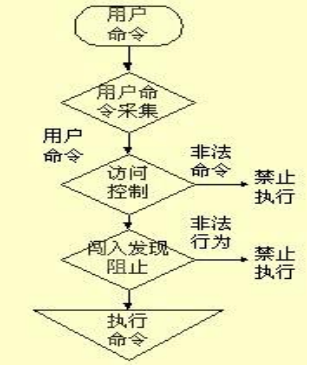 用户
命令
用户命
令采集
用户
命令
访问
控制
非法
命令
禁止
执行
闯入发现
阻止
非法
行为
禁止
执行
执行
命令